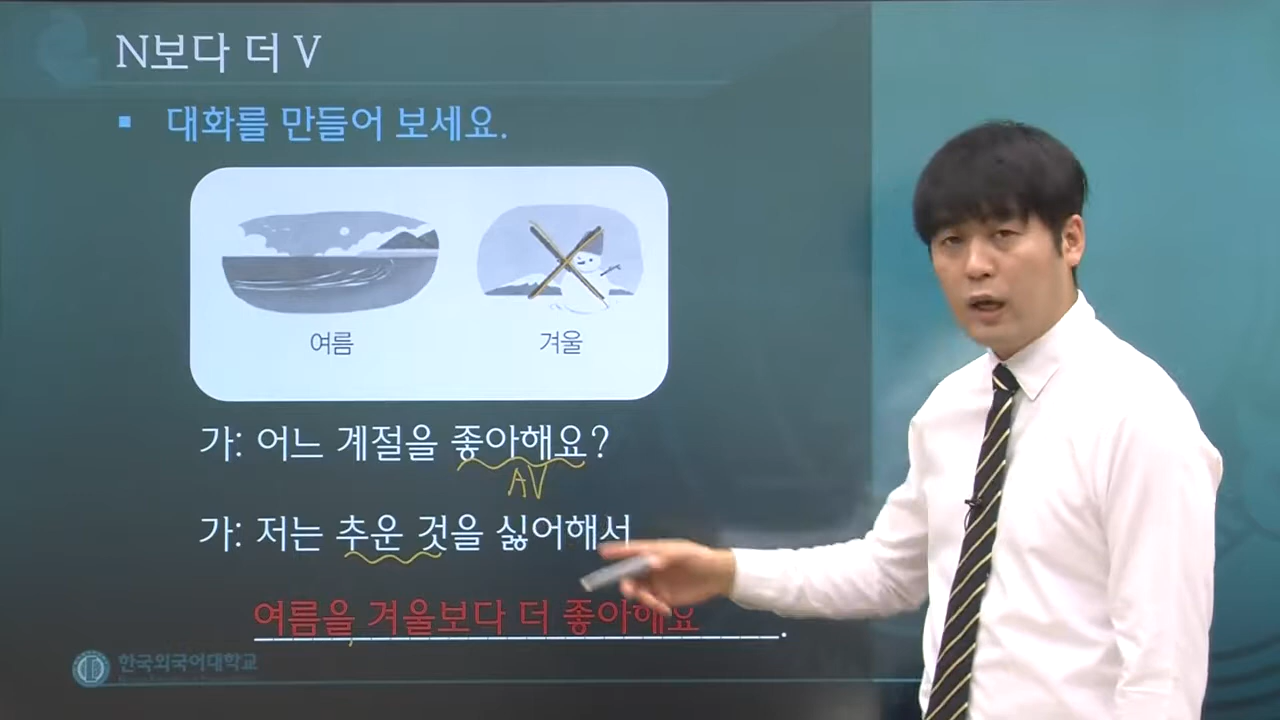 N보다 더 V
▪ 대화를 만들어 보세요.
여름 겨울
가: 어느 계절을 좋아해요?
AV
가: 저는 추운 것을 싫어해서
여름을 겨울보다 더 좋아해요.
한국외국어대학교